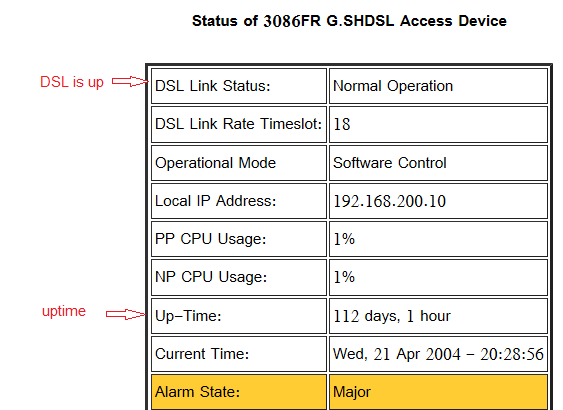 Status of 3086FR G.SHDSL Access Device
DSL is up
DSL Link Status: Normal Operation
DSL Link Rate Timeslot: 18
Operational Mode Software Control
Local IP Address: 192.168.200.10
PP CPU Usage: 1%
NP CPU Usage: 1%
uptime
Up-Time: 112 days, 1 hour
Current Time: Wed, 21 Apr 2004 - 20:28:56
Alarm State: Major